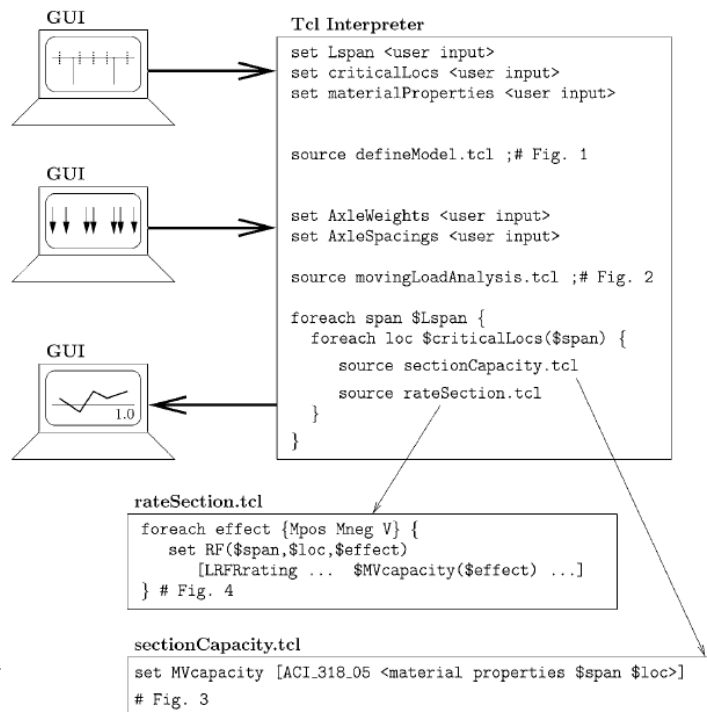 GUI
Tcl Interpreter
set Lspan <user input>
set criticalLocs <user input>
set materialProperties <user input>
source defineModel.tcl ;# Fig. 1
GUI
set AxleWeights <user input>
set AxleSpacings <user input>
source movingLoadAnalysis.tcl ;# Fig. 2
foreach span $Lspan {
foreach loc $criticalLocs($span) {
GUI
source sectionCapacity.tcl
source rateSection.tcl
1.0
}
}
rateSection.tcl
foreach effect {Mpos Mneg V} {
set RF($span,$loc,$effect)
[LRFRrating ... $MVcapacity($effect) ...]
} # Fig. 4
sectionCapacity.tcl
set MVcapacity [ACI_318_05 <material properties $span $loc>]
# Fig. 3